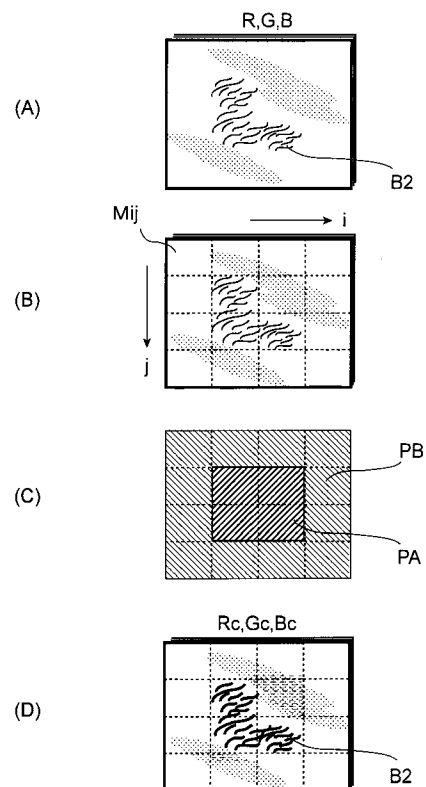 R,G,B
(A)
B2
Mij
i
(B)
j
(C)
PB
PA
Rc,Gc,Bc
(D)
B2